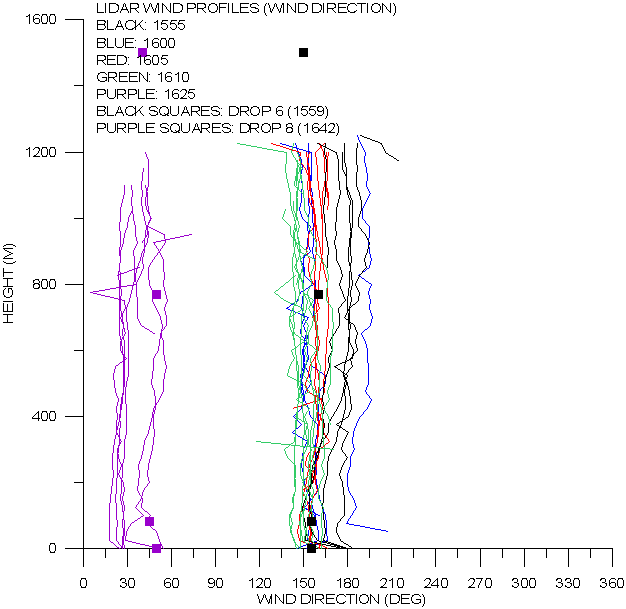 LIDAR WIND PROFILES (WIND DIRECTION)
BLACK: 1555
BLUE: 1600
RED: 1605
GREEN: 1610
PURPLE: 1625
BLACK SQUARES: DROP 6 (1559)
PURPLE SQUARES: DROP 8 (1642)
1600
1200
800
400
0
HEIGHT (M)
0 30 60 90 120 150 180 210 240 270 300 330 360
WIND DIRECTION (DEG)